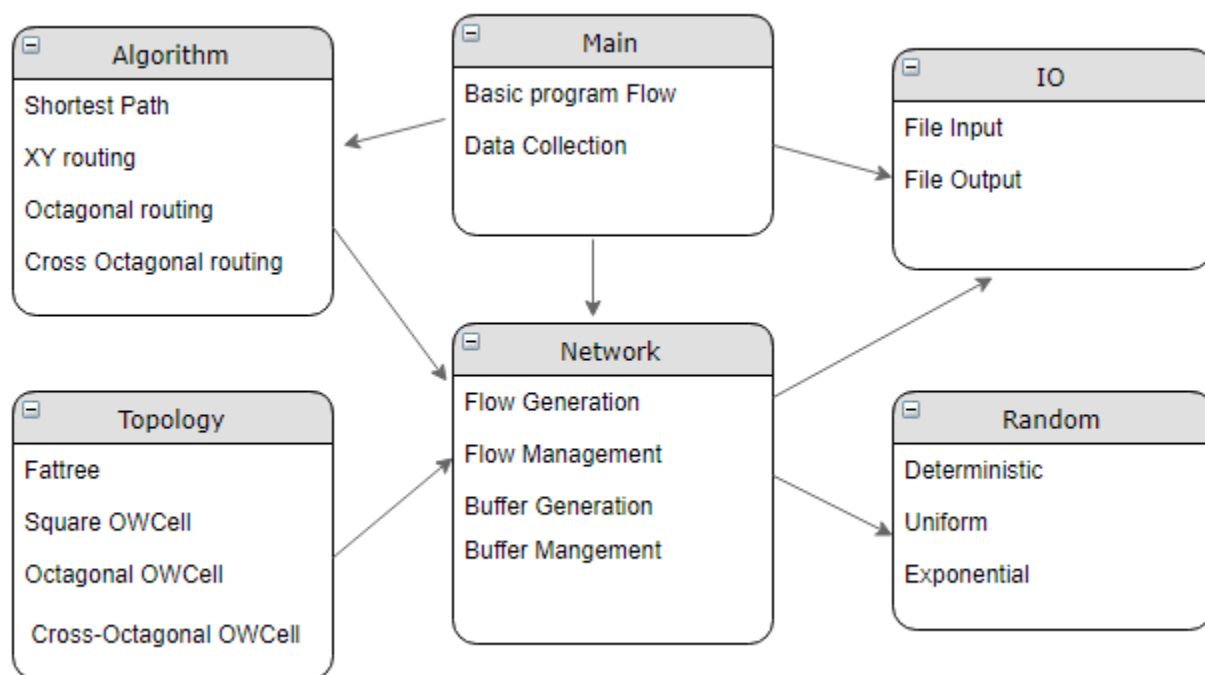 Algorithm
Shortest Path
XY routing
Octagonal routing
Cross Octagonal routing
Main
Basic program Flow
Data Collection
IO
File Input
File Output
Topology
Fattree
Square OWCell
Octagonal OWCell
Cross-Octagonal OWCell
Network
Flow Generation
Flow Management
Buffer Generation
Buffer Mangement
Random
Deterministic
Uniform
Exponential